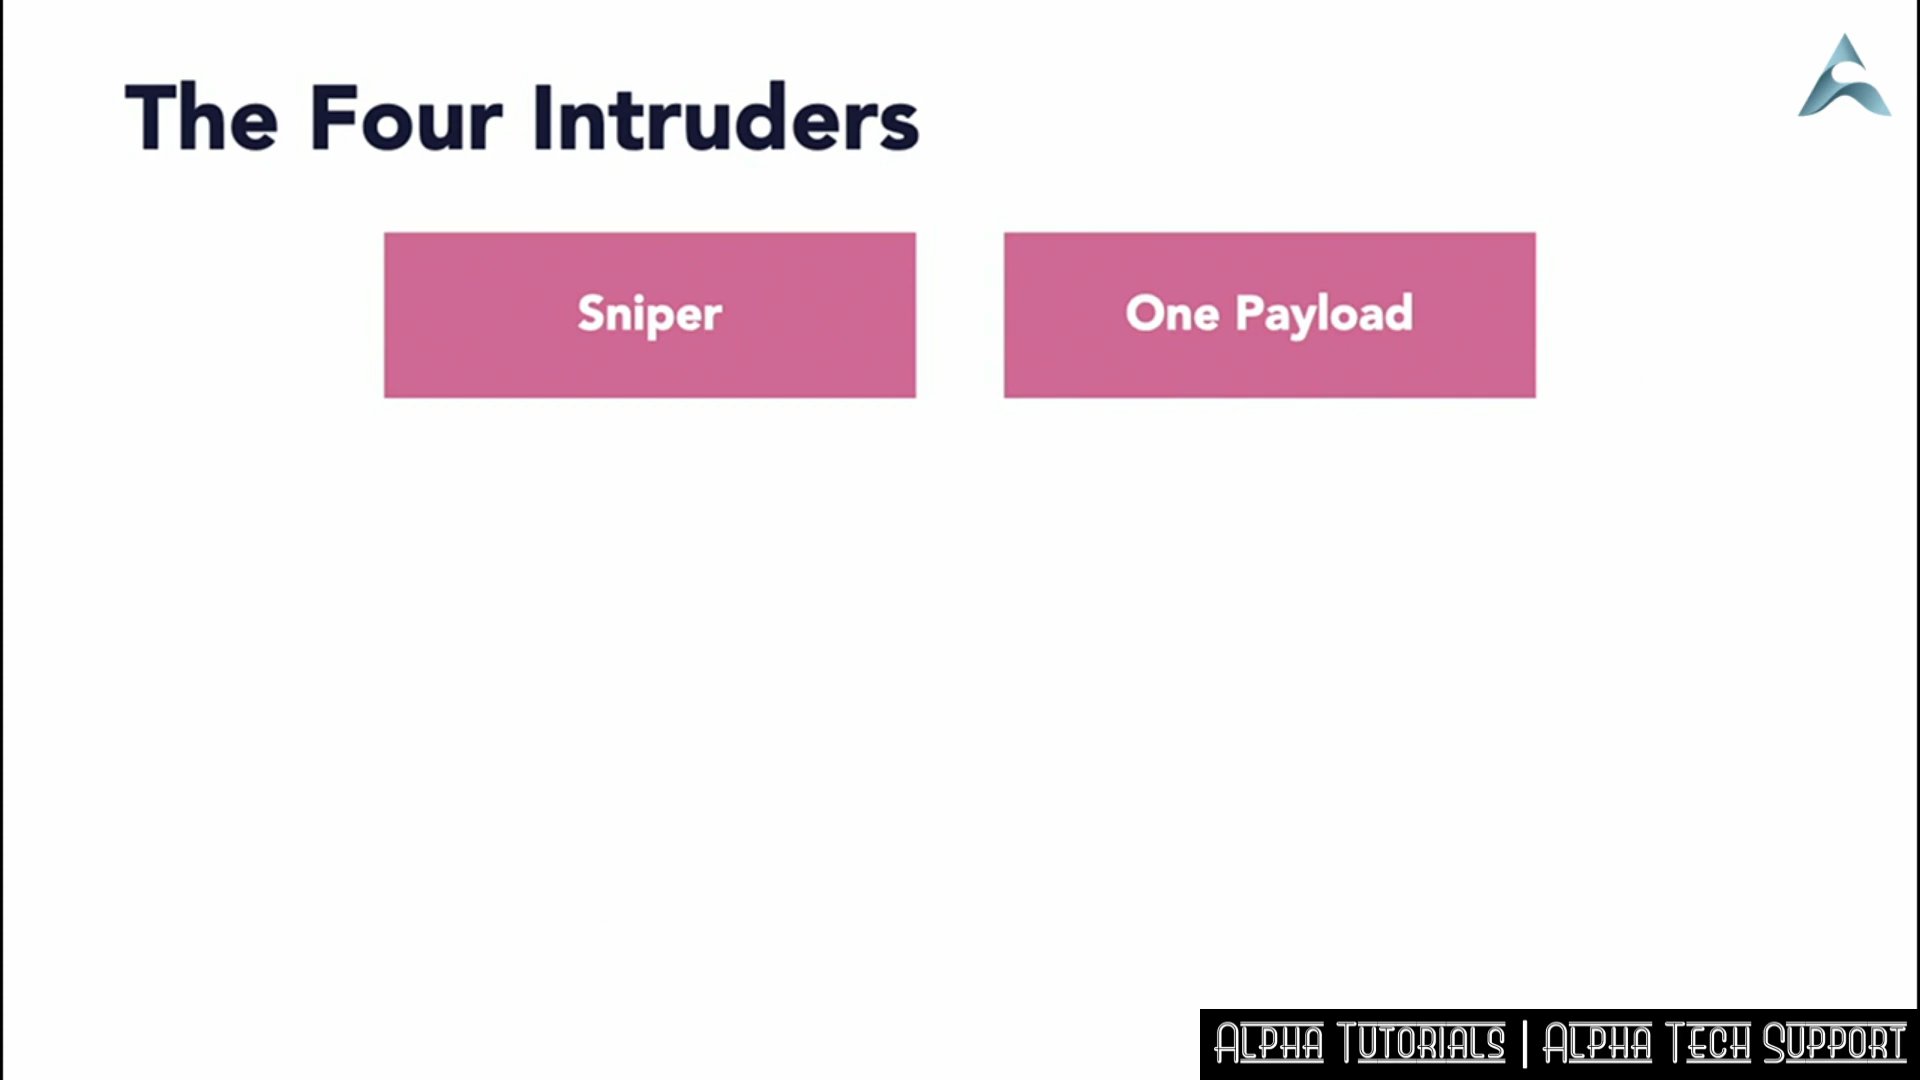 The Four Intruders
Sniper
One Payload
Alpha Tutorials | Alpha Tech Support